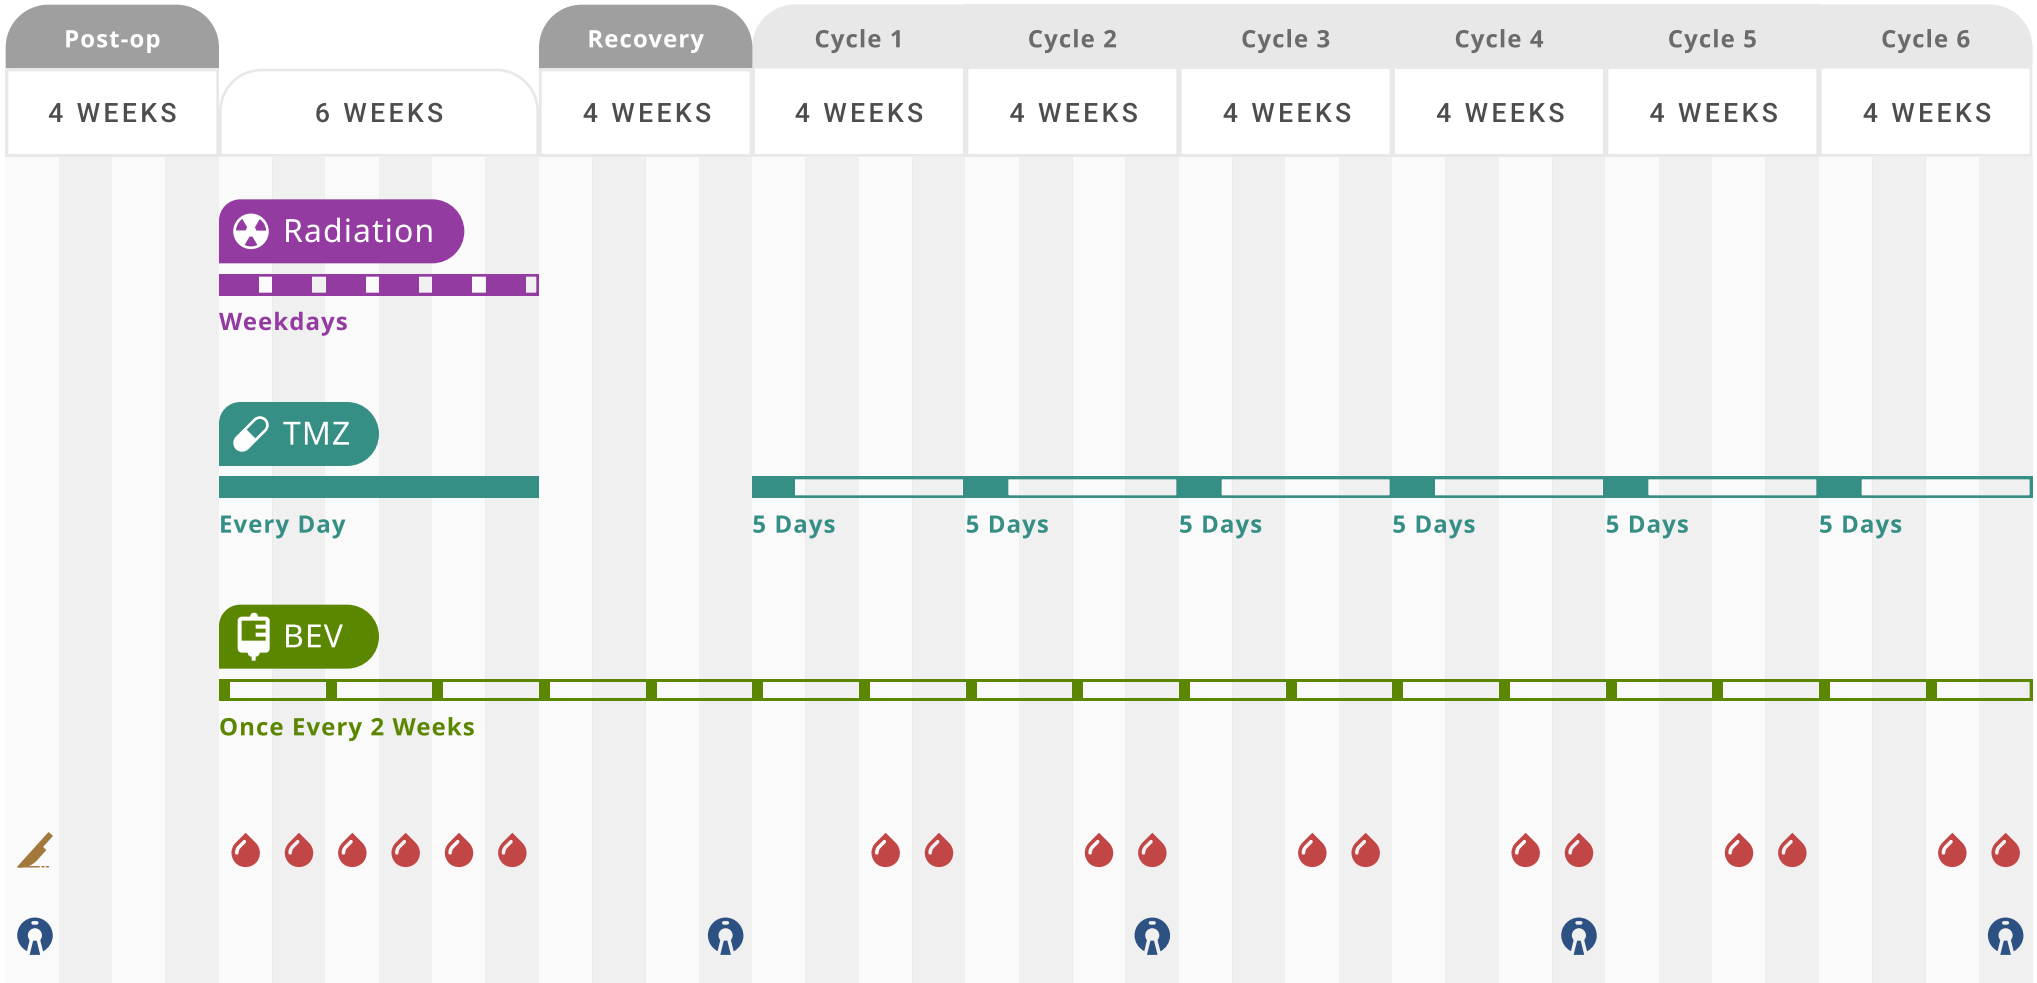 Post-op
Recovery
Cycle 1
Cycle 2
Cycle 3
Cycle 4
Cycle 5
Cycle 6
4 WEEKS
6 WEEKS
4 WEEKS
4 WEEKS
4 WEEKS
4 WEEKS
4 WEEKS
4 WEEKS
4 WEEKS
Radiation
Weekdays
TMZ
Every Day
5 Days
5 Days
5 Days
5 Days
5 Days
5 Days
BEV
Once Every 2 Weeks